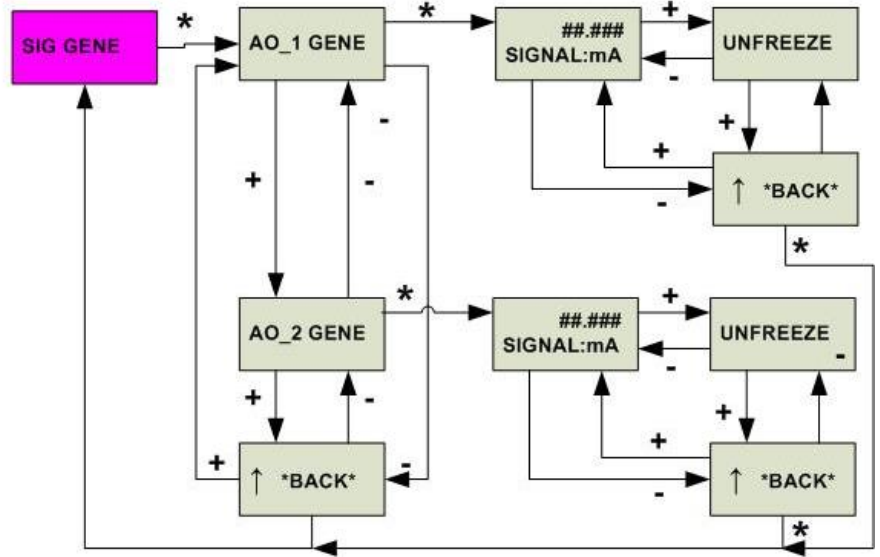 SIG GENE
*
AO_1 GENE
*
##.###
SIGNAL:mA
+
-
UNFREEZE
+
+
-
↑ *BACK*
*
+
-
-
AO_2 GENE
*
##.###
SIGNAL:mA
+
-
UNFREEZE
-
+
-
+
+
-
↑ *BACK*
*
+
-
↑ *BACK*